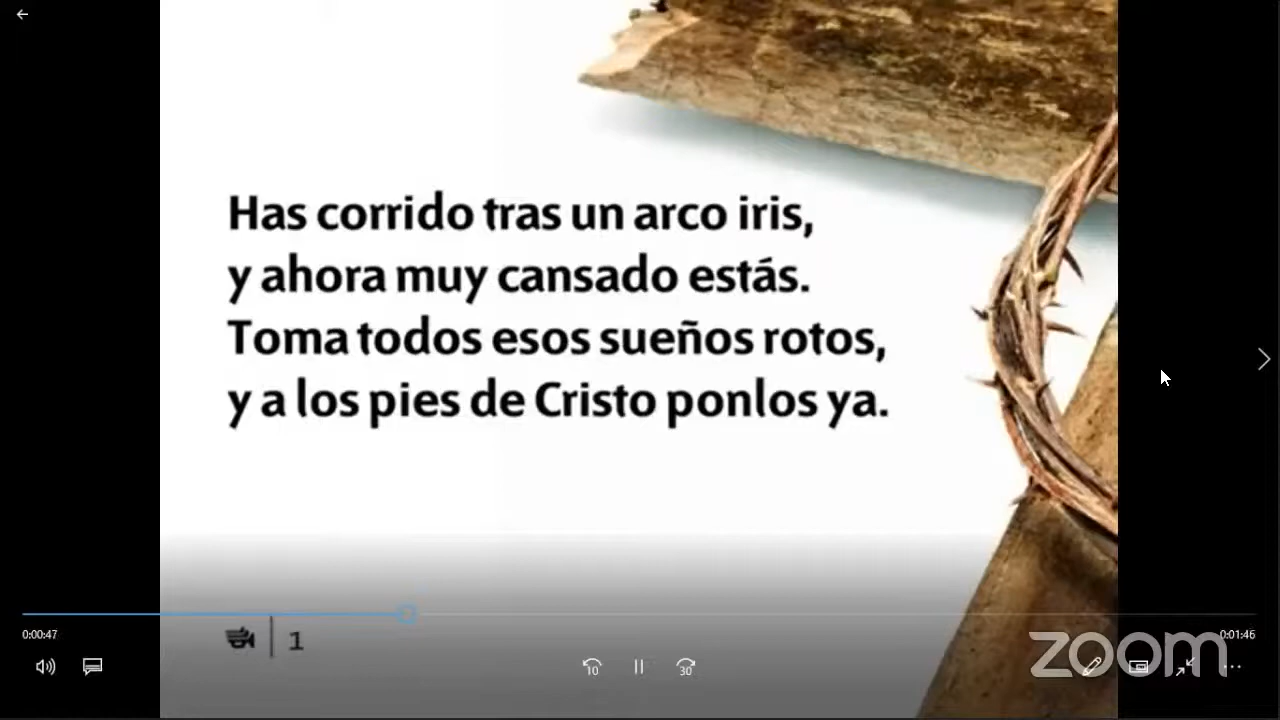 Has corrido tras un arco iris,
y ahora muy cansado estás.
Toma todos esos sueños rotos,
y a los pies de Cristo ponlos ya.
0:00:47
0:01:46
1
10
30
zoom